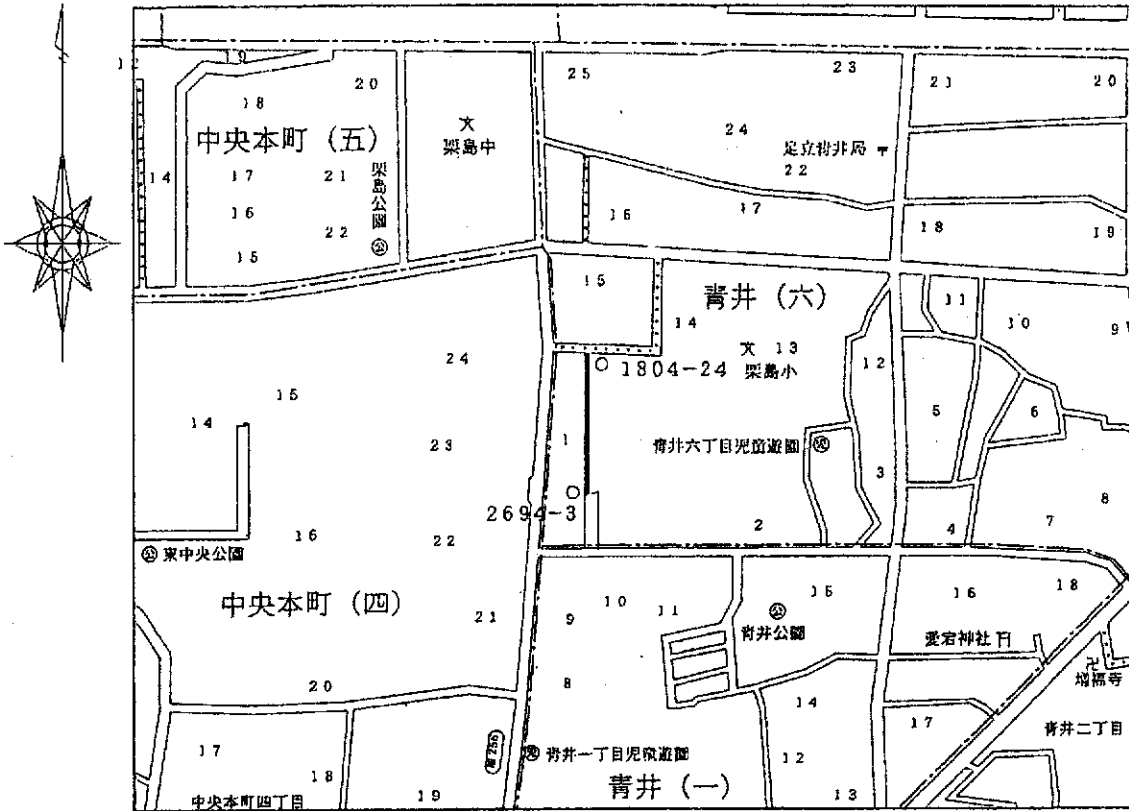 25
23
21
20
19
20
18
24
文
栗島中
中央本町（五）
足立青井局 〒
22
栗島公園
公
14
17
21
16
17
16
22
18
19
15
15
青井（六）
11
14
10
9
24
文 13
栗島小
12
1804-24
15
14
5
6
1
23
青井六丁目児童遊園
3
8
2694-3
2
4
7
16
22
公 東中央公園
15
16
18
10
11
9
公
青井公園
中央本町（四）
21
愛宕神社
卍
増福寺
8
20
14
17
青井二丁目
17
青井一丁目児童遊園
12
18
青井（一）
中央本町四丁目
19
13